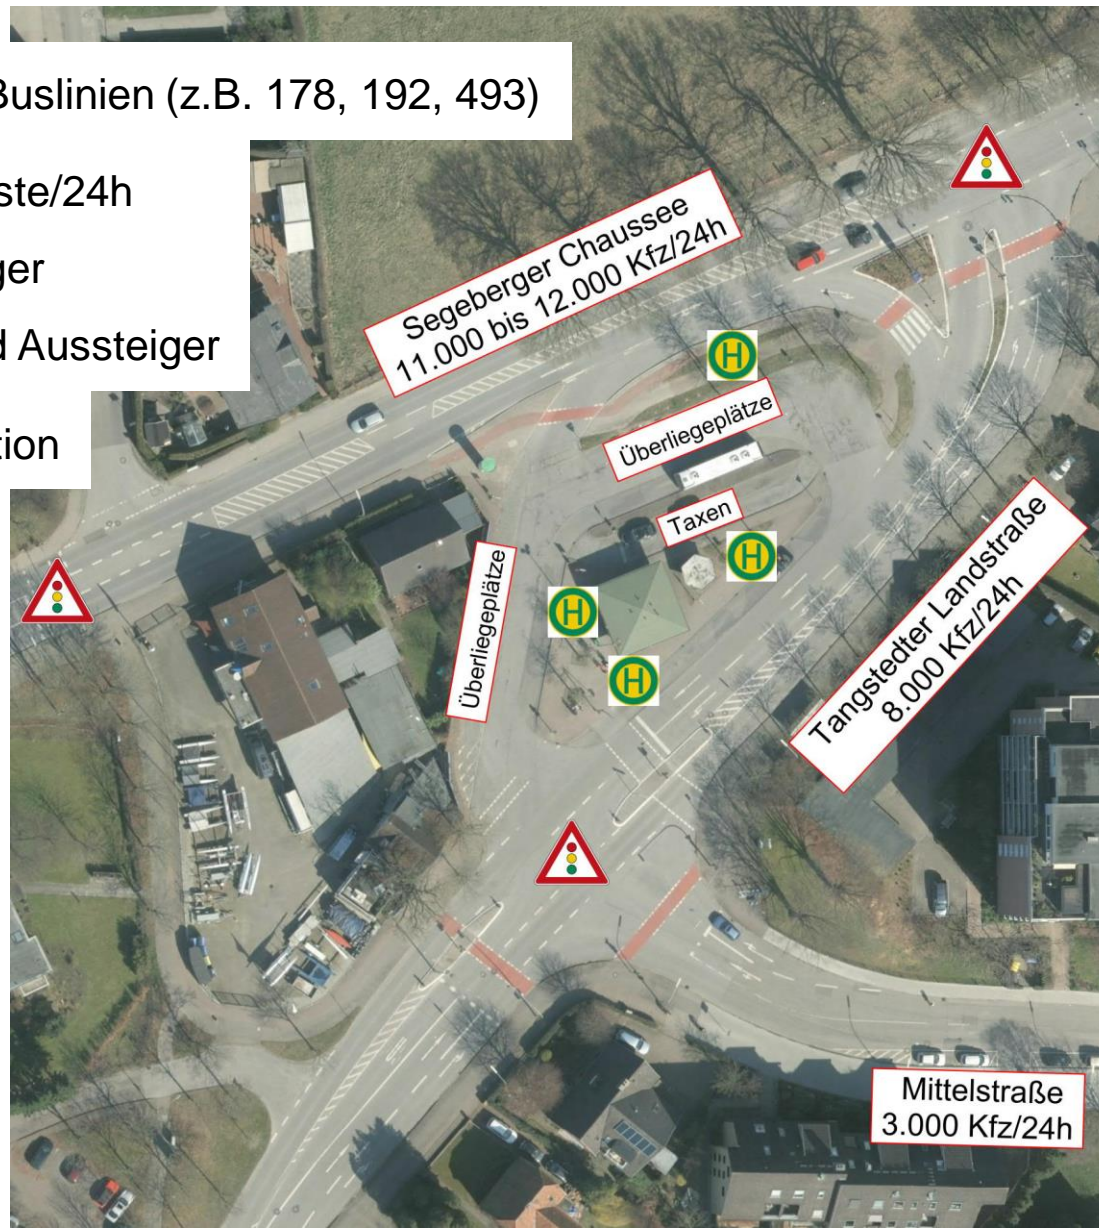 Buslinien (z.B. 178, 192, 493)
ste/24h
ger
d Aussteiger
tion
Segeberger Chaussee
11.000 bis 12.000 Kfz/24h
H
Überliegeplätze
Taxen
H
Überliegeplätze
H
H
Tangstedter Landstraße
8.000 Kfz/24h
Mittelstraße
3.000 Kfz/24h